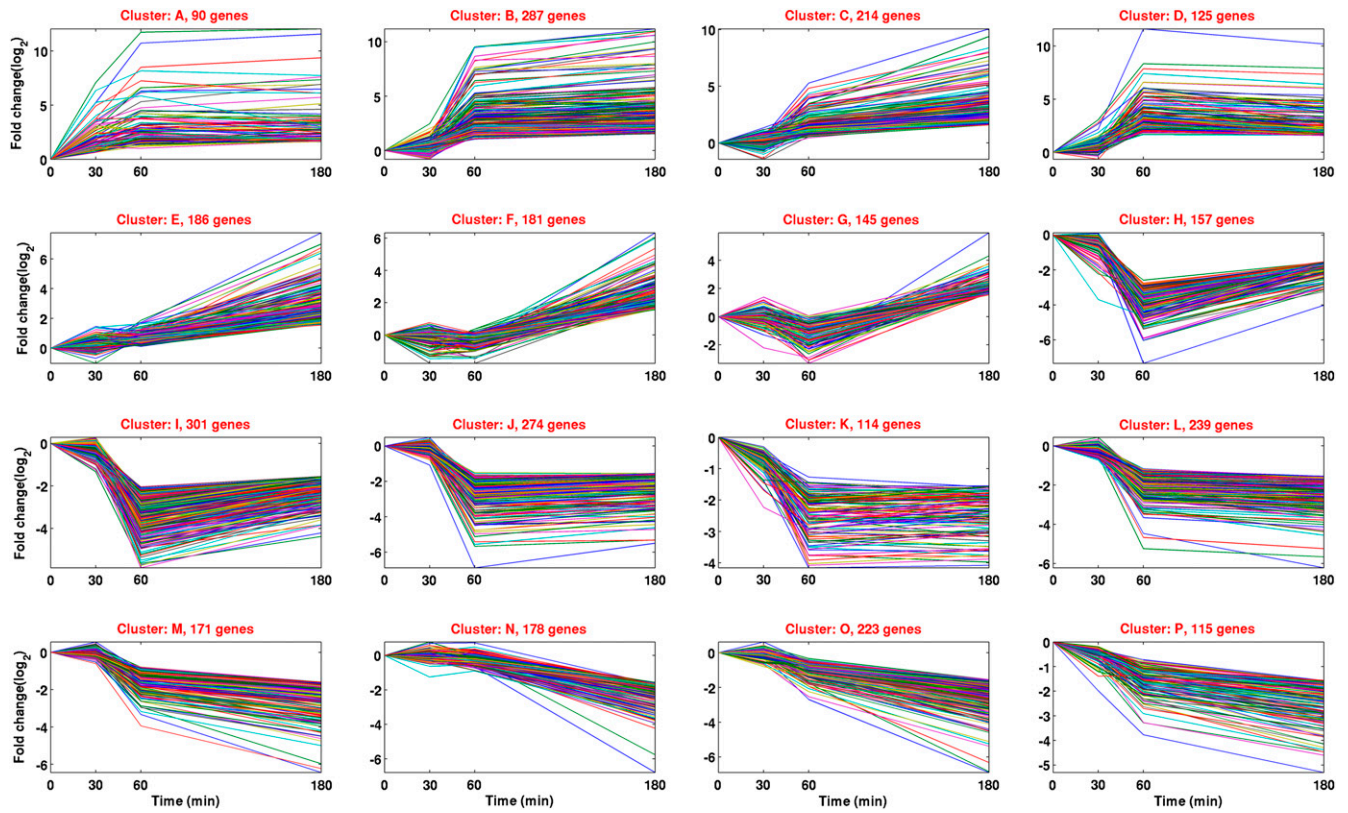 Cluster: A, 90 genes
Cluster: B, 287 genes
Cluster: C, 214 genes
Cluster: D, 125 genes
Fold change(log2)
10
5
0
0 30 60 180
10
8
6
4
2
0
0 30 60 180
10
5
0
0 30 60 180
10
5
0
0 30 60 180
Cluster: E, 186 genes
Cluster: F, 181 genes
Cluster: G, 145 genes
Cluster: H, 157 genes
Fold change(log2)
6
4
2
0
0 30 60 180
6
4
2
0
0 30 60 180
4
2
0
-2
0 30 60 180
0
-2
-4
-6
0 30 60 180
Cluster: I, 301 genes
Cluster: J, 274 genes
Cluster: K, 114 genes
Cluster: L, 239 genes
Fold change(log2)
0
-2
-4
0 30 60 180
0
-2
-4
-6
0 30 60 180
0
-1
-2
-3
-4
0 30 60 180
0
-2
-4
-6
0 30 60 180
Cluster: M, 171 genes
Cluster: N, 178 genes
Cluster: O, 223 genes
Cluster: P, 115 genes
Fold change(log2)
0
-2
-4
-6
0 30 60 180
Time (min)
0
-2
-4
-6
0 30 60 180
Time (min)
0
-2
-4
-6
0 30 60 180
Time (min)
0
-1
-2
-3
-4
-5
0 30 60 180
Time (min)